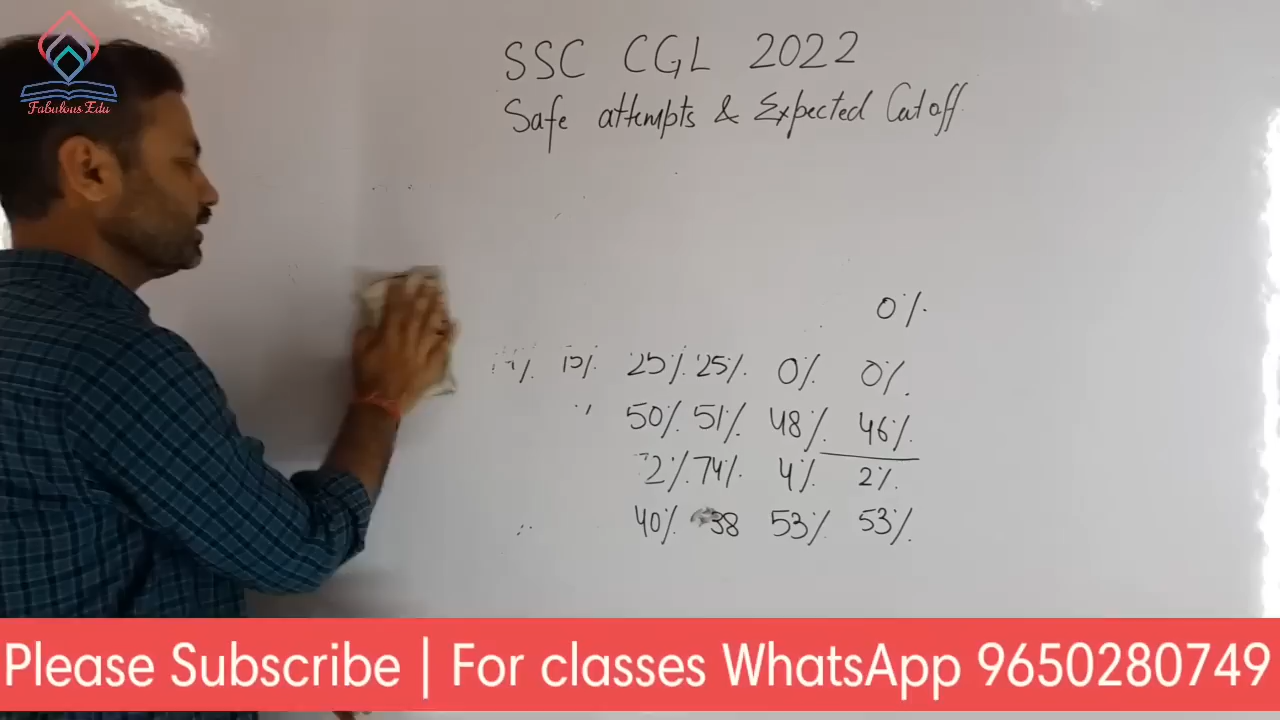 Fabulous Edu
SSC CGL 2022
Safe attempts & Expected Cutoff
0%
15% 25% 25% 0% 0%.
50% 51% 48% 46%
72% 74% 4% 2%
40% 38 53% 53%
Please Subscribe | For classes WhatsApp 9650280749